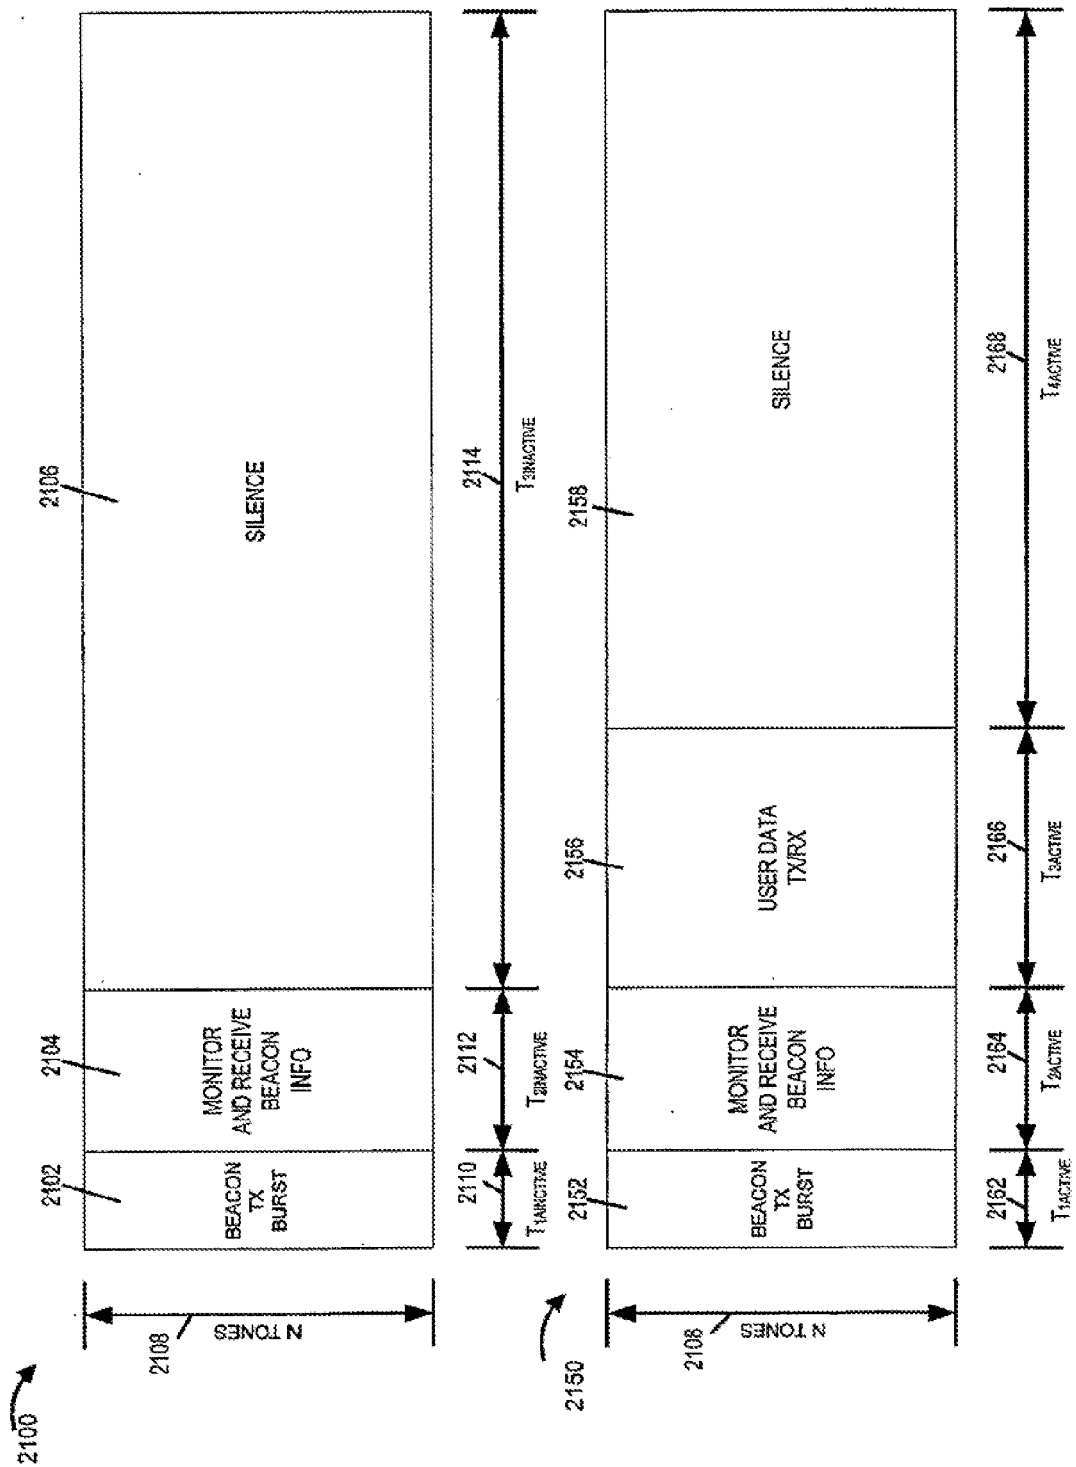 2100
2102
2104
2106
BEACON
TX
BURST
MONITOR
AND RECEIVE
BEACON
INFO
SILENCE
N TONES
2108
2110
2112
2114
T1AINCTIVE
T2INACTIVE
T3INACTIVE
2150
2152
2154
2156
2158
BEACON
TX
BURST
MONITOR
AND RECEIVE
BEACON
INFO
USER DATA
TX/RX
SILENCE
N TONES
2108
2162
2164
2166
2168
T1ACTIVE
T2ACTIVE
T3ACTIVE
T4ACTIVE